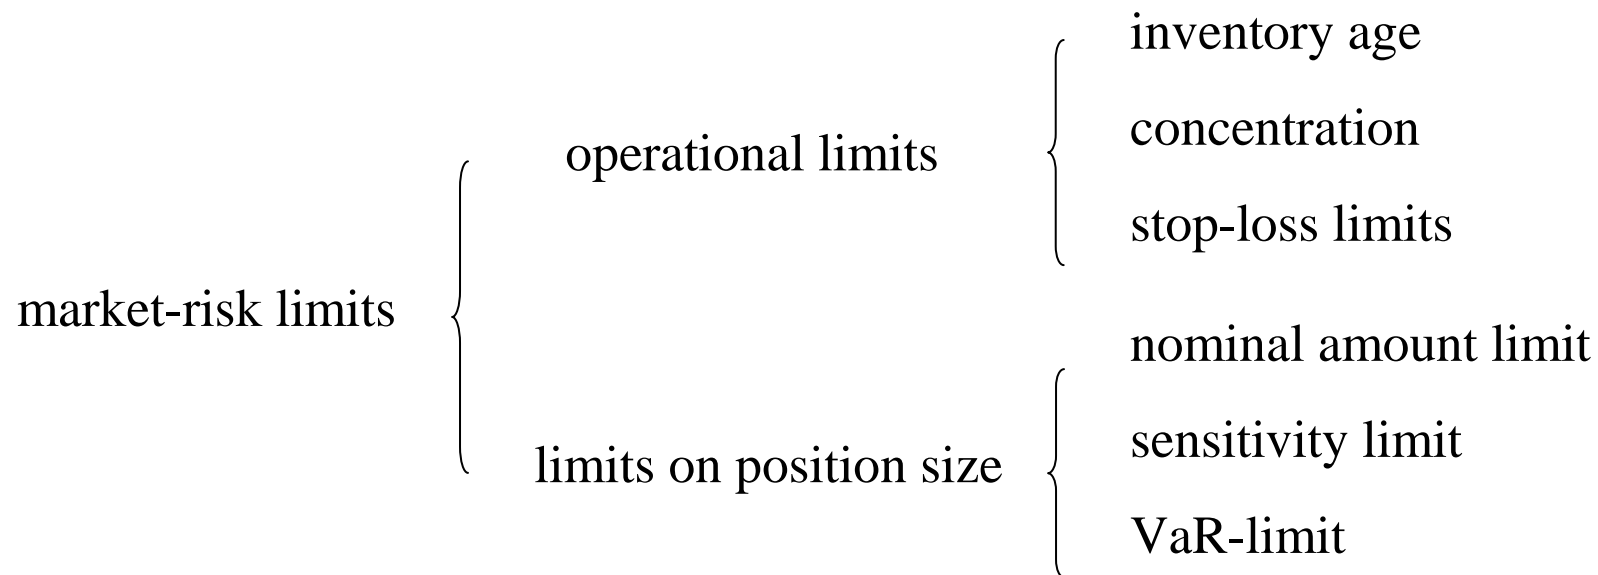 market-risk limits
operational limits
inventory age
concentration
stop-loss limits
limits on position size
nominal amount limit
sensitivity limit
VaR-limit